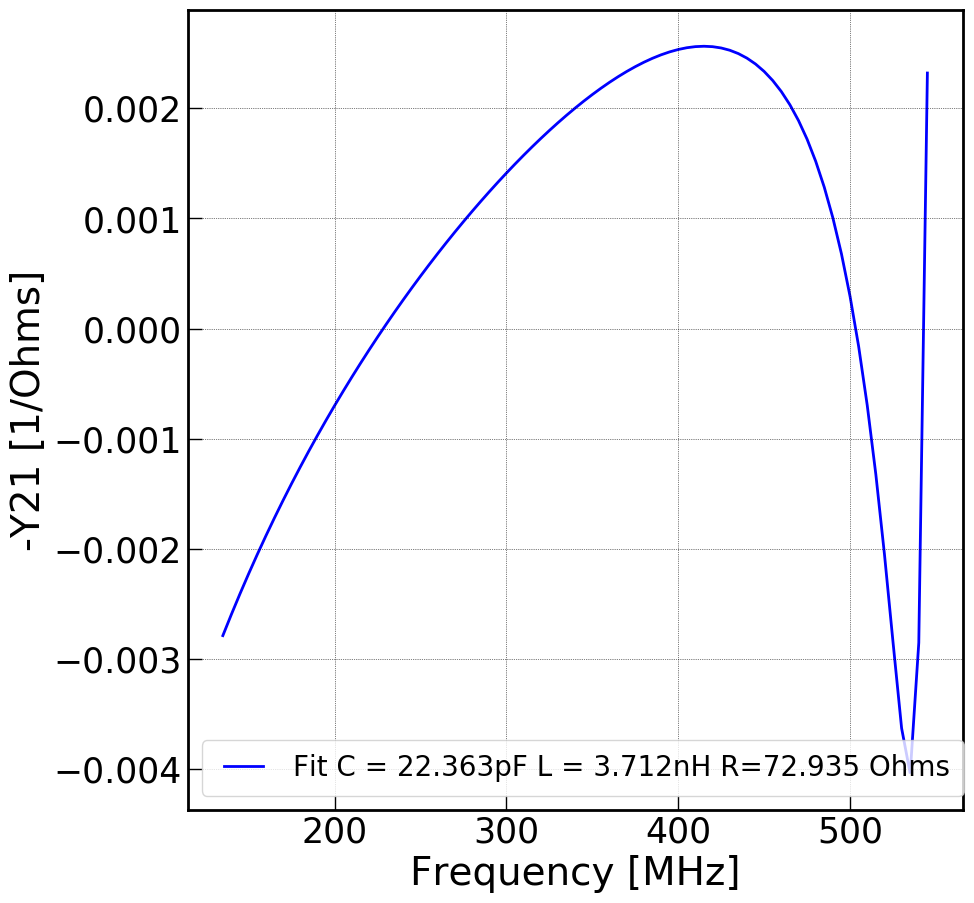 0.002
0.001
0.000
−0.001
−0.002
−0.003
−0.004
-Y21 [1/Ohms]
Fit C = 22.363pF L = 3.712nH R=72.935 Ohms
200 300 400 500
Frequency [MHz]